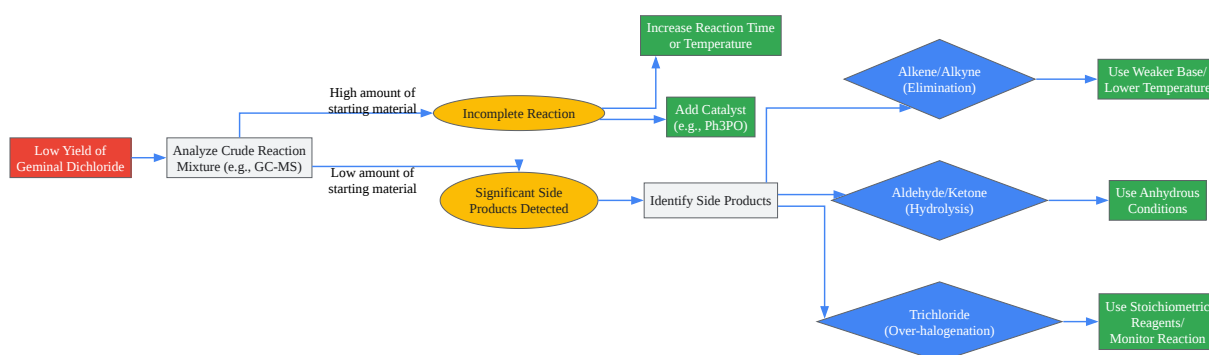 Low Yield of
Geminal Dichloride
Analyze Crude Reaction
Mixture (e.g., GC-MS)
High amount of
starting material
Low amount of
starting material
Incomplete Reaction
Significant Side
Products Detected
Increase Reaction Time
or Temperature
Add Catalyst
(e.g., Ph3PO)
Identify Side Products
Alkene/Alkyne
(Elimination)
Use Weaker Base/
Lower Temperature
Aldehyde/Ketone
(Hydrolysis)
Use Anhydrous
Conditions
Trichloride
(Over-halogenation)
Use Stoichiometric
Reagents/
Monitor Reaction